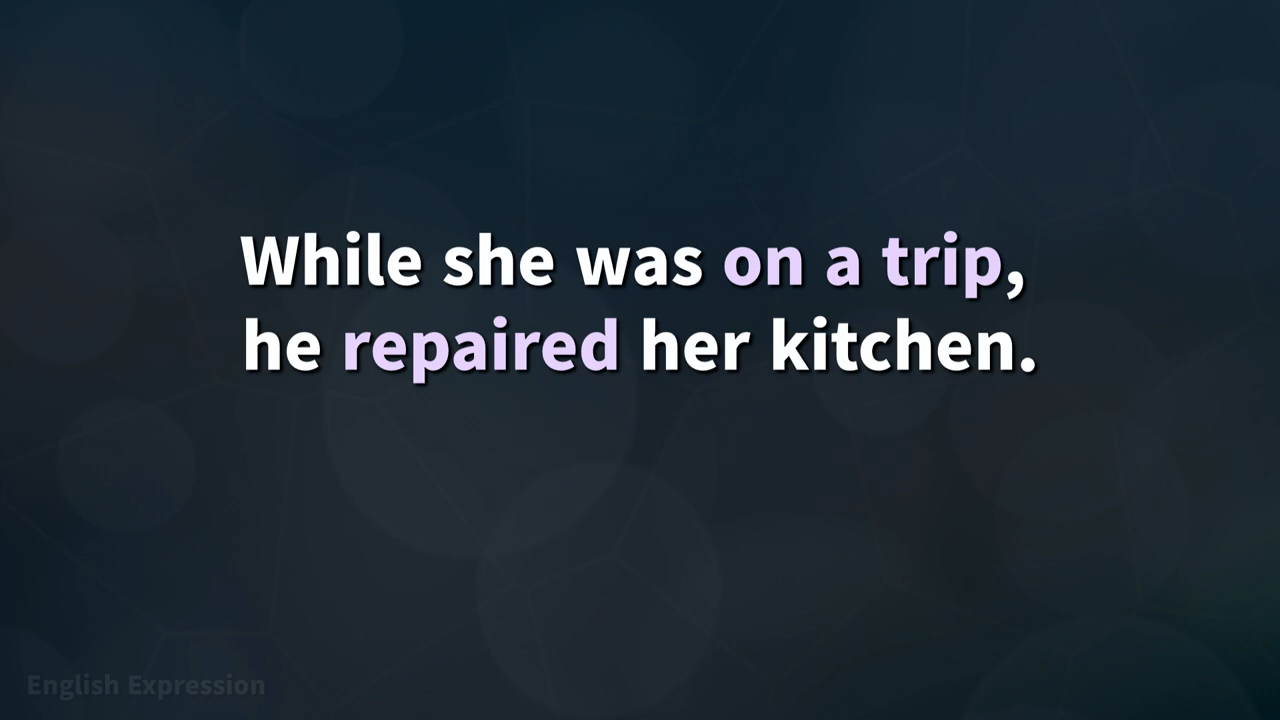 While she was on a trip,
he repaired her kitchen.
English Expression